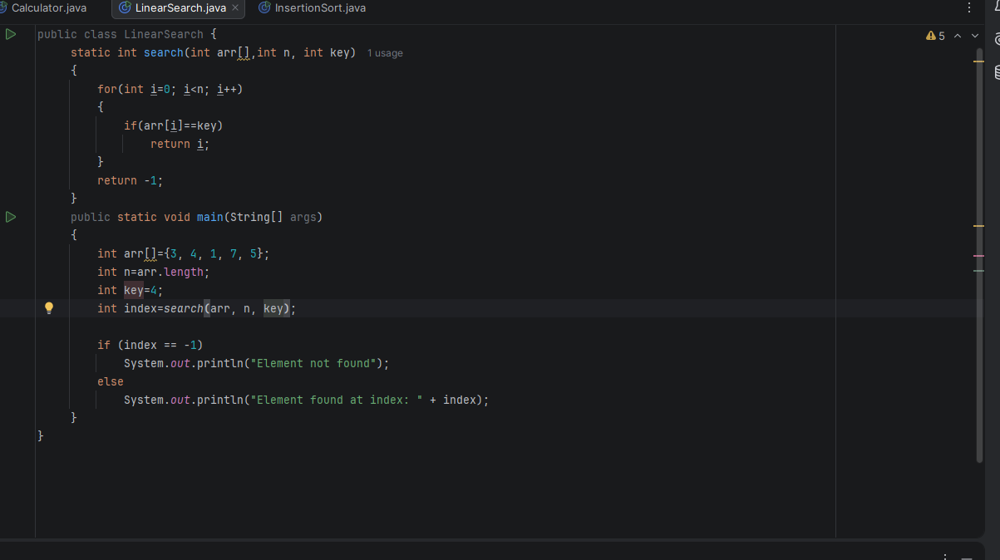 Calculator.java LinearSearch.java InsertionSort.java
public class LinearSearch {
5
static int search(int arr[],int n, int key) 1 usage
{
for(int i=0; i<n; i++)
{
if(arr[i]==key)
return i;
}
return -1;
}
public static void main(String[] args)
{
int arr[]={3, 4, 1, 7, 5};
int n=arr.length;
int key=4;
int index=search(arr, n, key);
if (index == -1)
System.out.println("Element not found");
else
System.out.println("Element found at index: " + index);
}
}